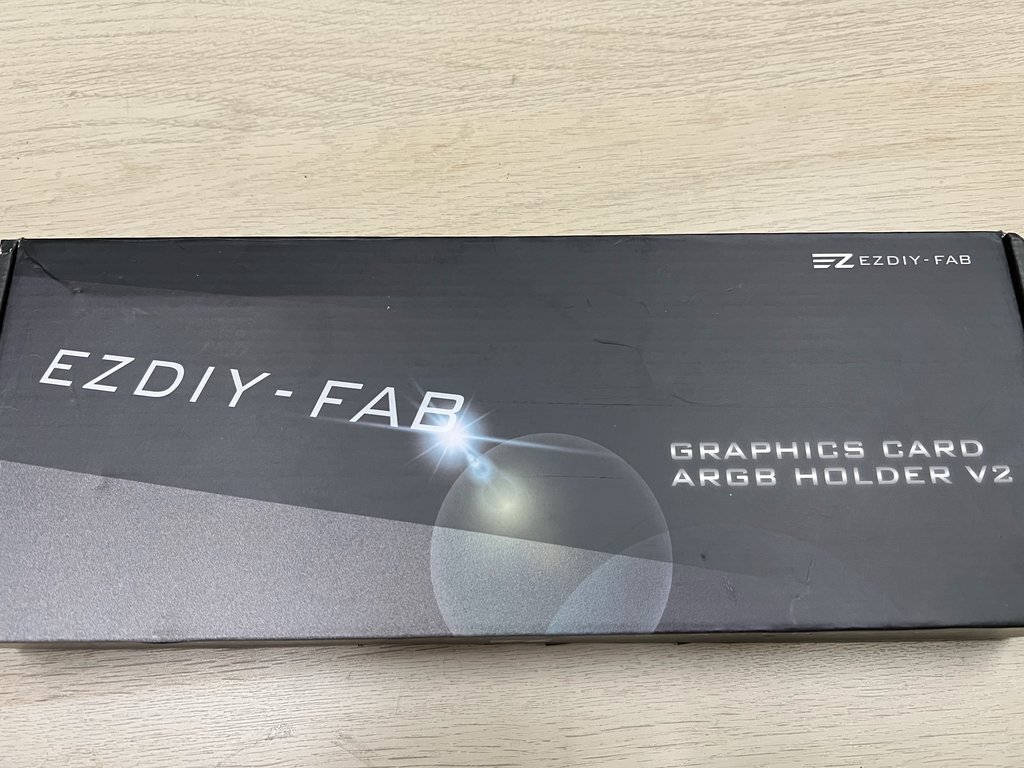 EZDIY-FAB
EZDIY-FAB
GRAPHICS CARD
ARGB HOLDER V2